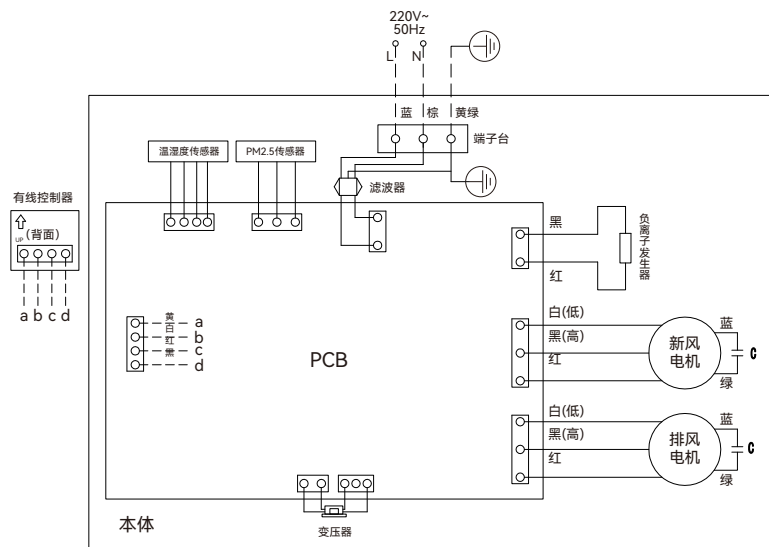 220V~
50Hz
L
N
蓝
棕
黄绿
端子台
温湿度传感器
PM2.5传感器
滤波器
有线控制器
UP
(背面)
a b c d
黑
红
负离子发生器
黄
白
红
黑
a
b
c
d
PCB
白(低)
黑(高)
红
新风
电机
蓝
C
绿
白(低)
黑(高)
红
排风
电机
蓝
C
绿
本体
变压器